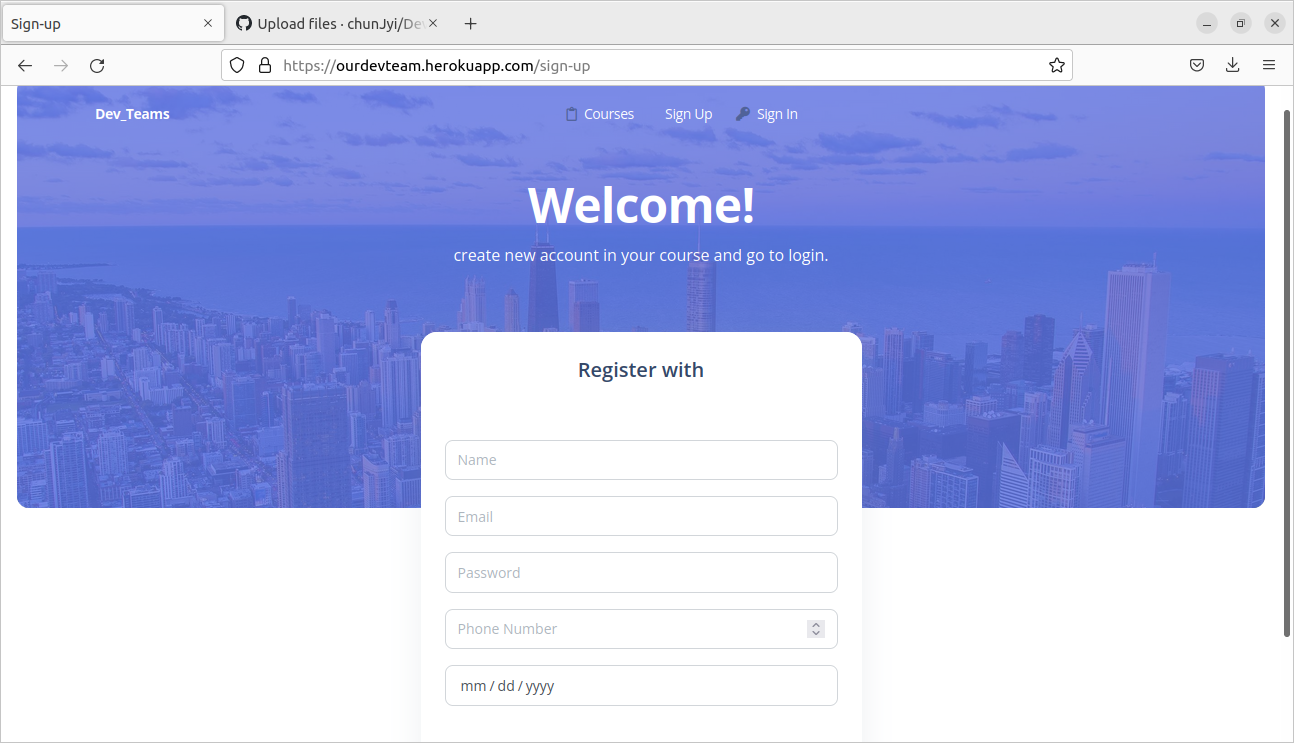 Sign-up
Upload files · chunJyi/De
https://ourdevteam.herokuapp.com/sign-up
Dev_Teams
Courses
Sign Up
Sign In
Welcome!
create new account in your course and go to login.
Register with
Name
Email
Password
Phone Number
mm / dd / yyyy